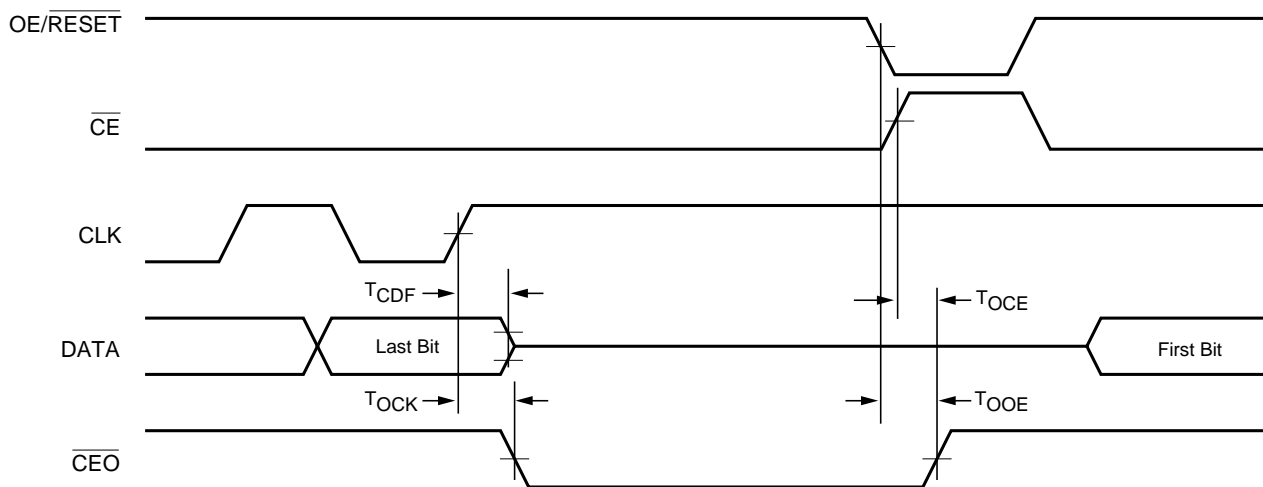 OE/RESET
CE
CLK
TCDF
TOCE
DATA
Last Bit
First Bit
TOCK
TOOE
CEO